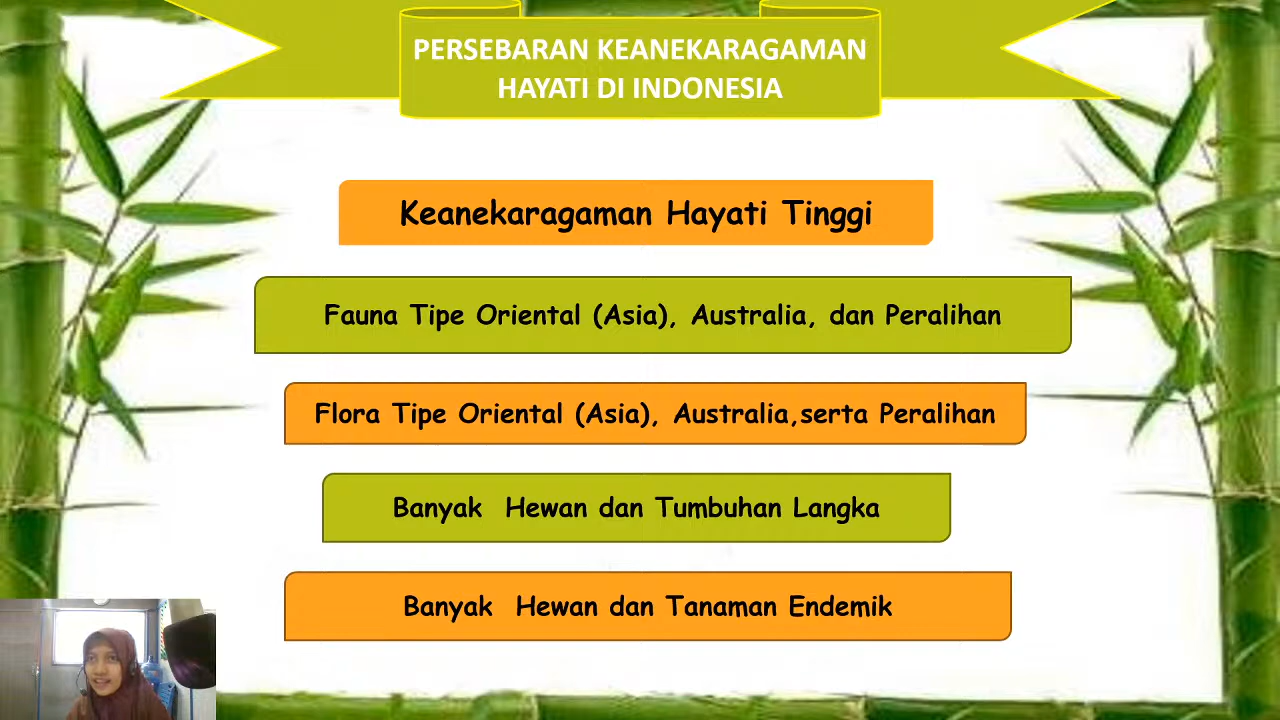 PERSEBARAN KEANEKARAGAMAN
HAYATI DI INDONESIA
Keanekaragaman Hayati Tinggi
Fauna Tipe Oriental (Asia), Australia, dan Peralihan
Flora Tipe Oriental (Asia), Australia,serta Peralihan
Banyak  Hewan dan Tumbuhan Langka
Banyak  Hewan dan Tanaman Endemik